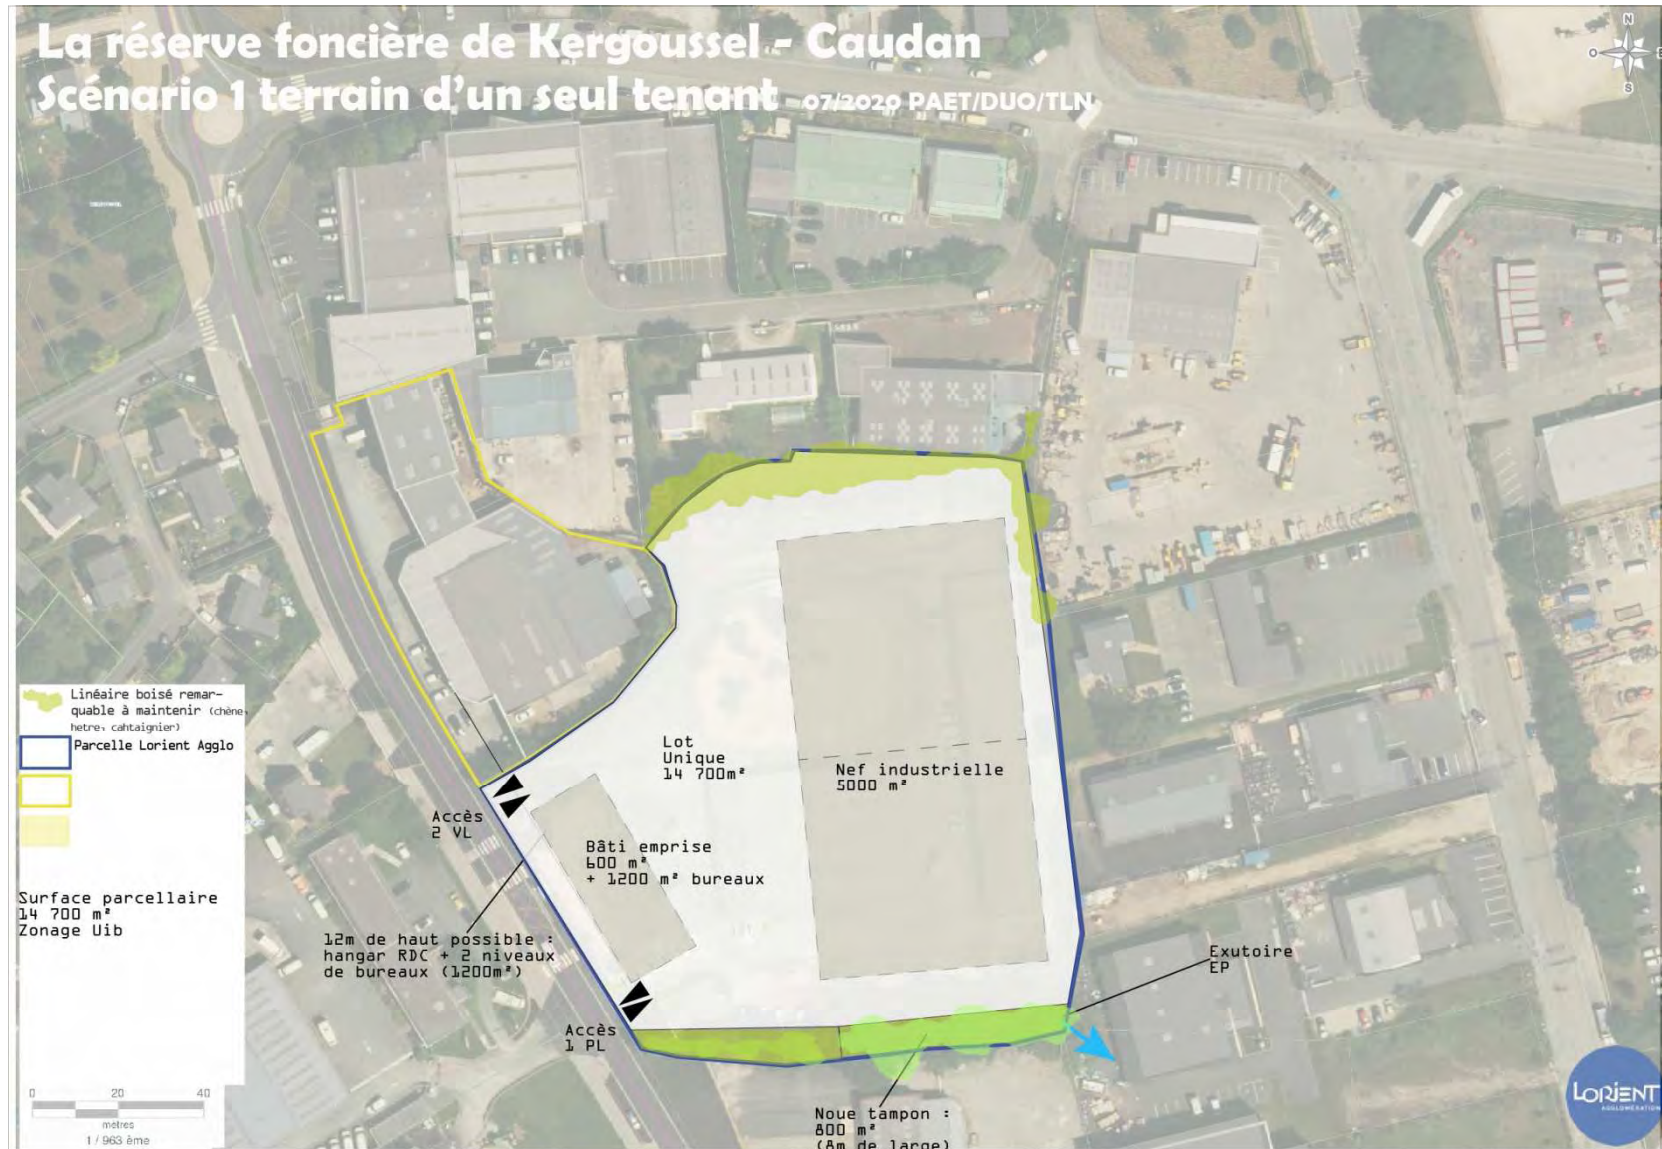 La réserve foncière de Kergoussel - Caudan
Scénario 1 terrain d'un seul tenant 07/2020 PAET/DUO/TLN
N
O
S
Linéaire boisé remar-
quable à maintenir (chêne,
hetre, cahtaignier)
Parcelle Lorient Agglo
Surface parcellaire
14 700 m²
Zonage Uib
Accès
2 VL
Lot
Unique
14 700m²
Nef industrielle
5000 m²
Bâti emprise
600 m²
+ 1200 m² bureaux
12m de haut possible :
hangar RDC + 2 niveaux
de bureaux (1200m²)
Accès
1 PL
Exutoire
EP
Noue tampon :
800 m²
(8m de large)
0 20 40
mètres
1 / 963 ème
LORIENT
AGGLOMÉRATION